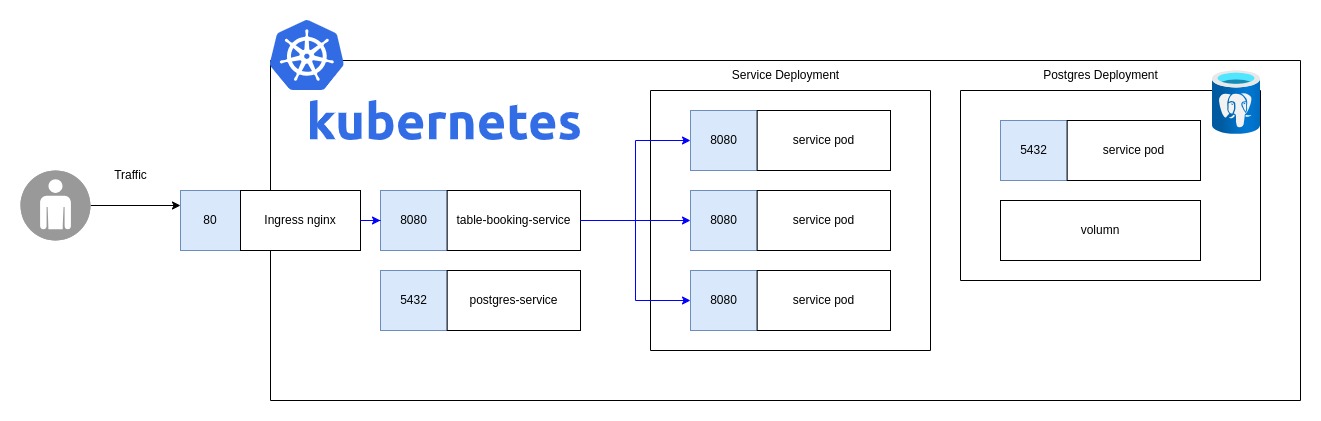 kubernetes
Service Deployment
Postgres Deployment
8080
service pod
5432
service pod
Traffic
80
Ingress nginx
8080
table-booking-service
8080
service pod
volumn
5432
postgres-service
8080
service pod